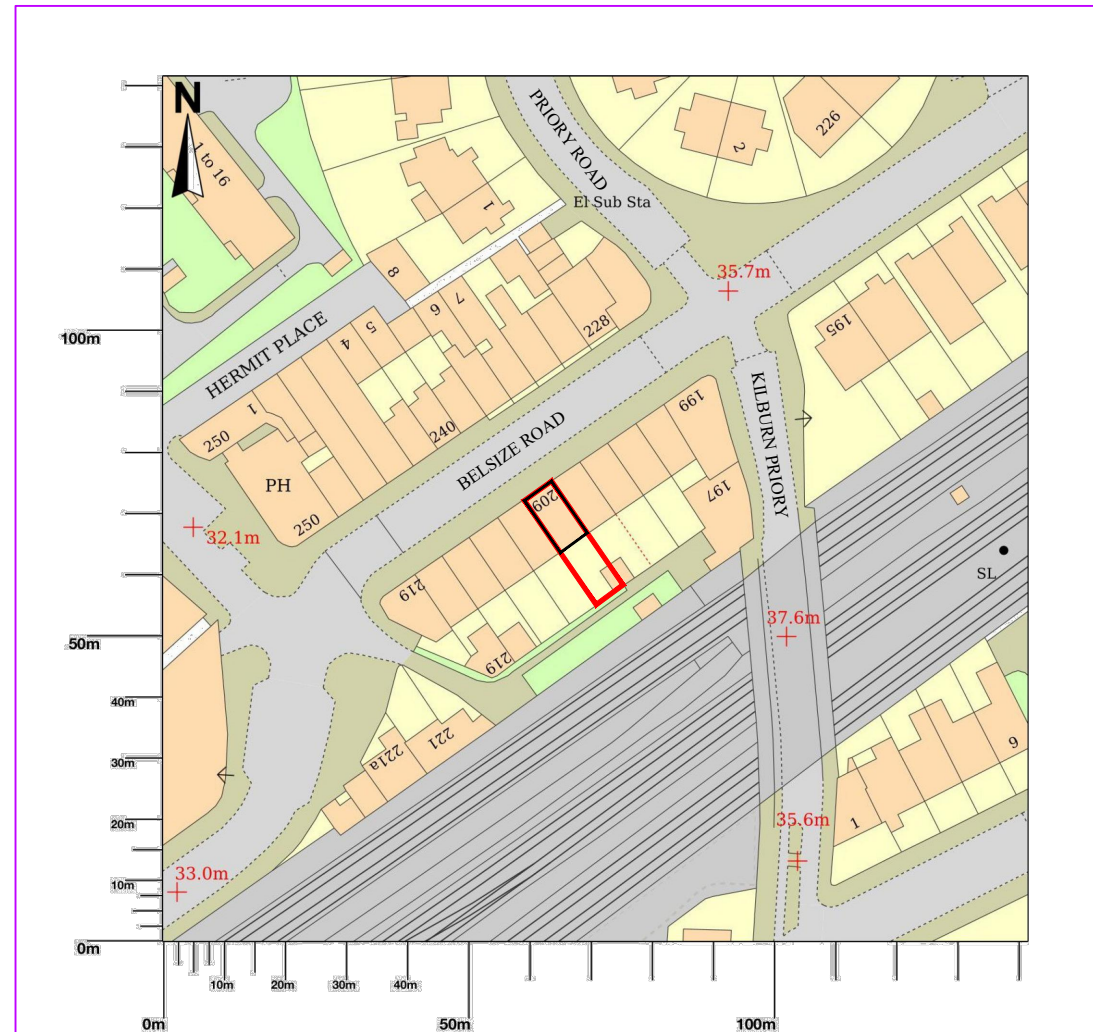 N
1 to 16
PRIORY ROAD
2
226
1
El Sub Sta
8
35.7m
7
6
5
4
228
195
100m
HERMIT PLACE
1
250
240
BELSIZE ROAD
199
KILBURN PRIORY
PH
209
197
250
32.1m
SL
219
37.6m
50m
219
40m
221
221a
9
30m
20m
35.6m
1
33.0m
10m
0m
10m
20m
30m
40m
0m
50m
100m